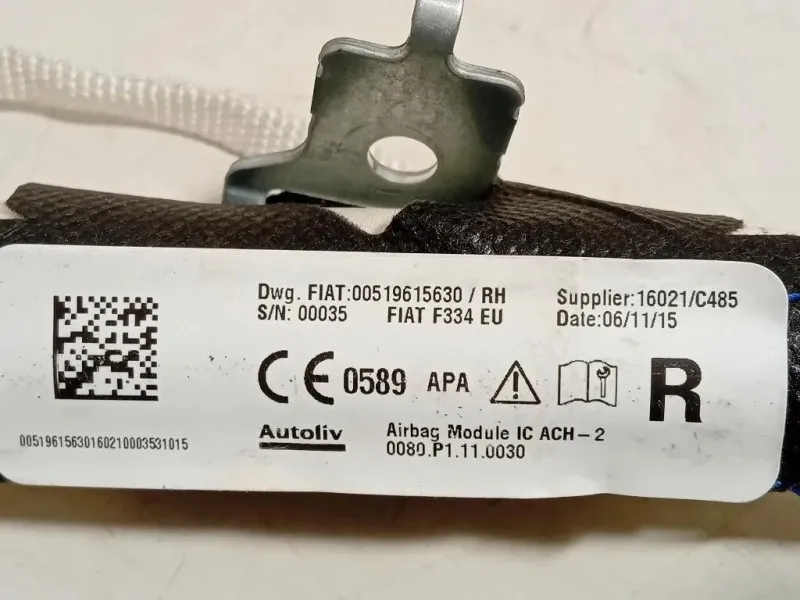 Dwg. FIAT:00519615630 / RH
S/N: 00035 FIAT F334 EU
Supplier:16021/C485
Date:06/11/15
CE 0589 APA
R
Autoliv
Airbag Module IC ACH-2
0080.P1.11.0030
00519615630160210003531015